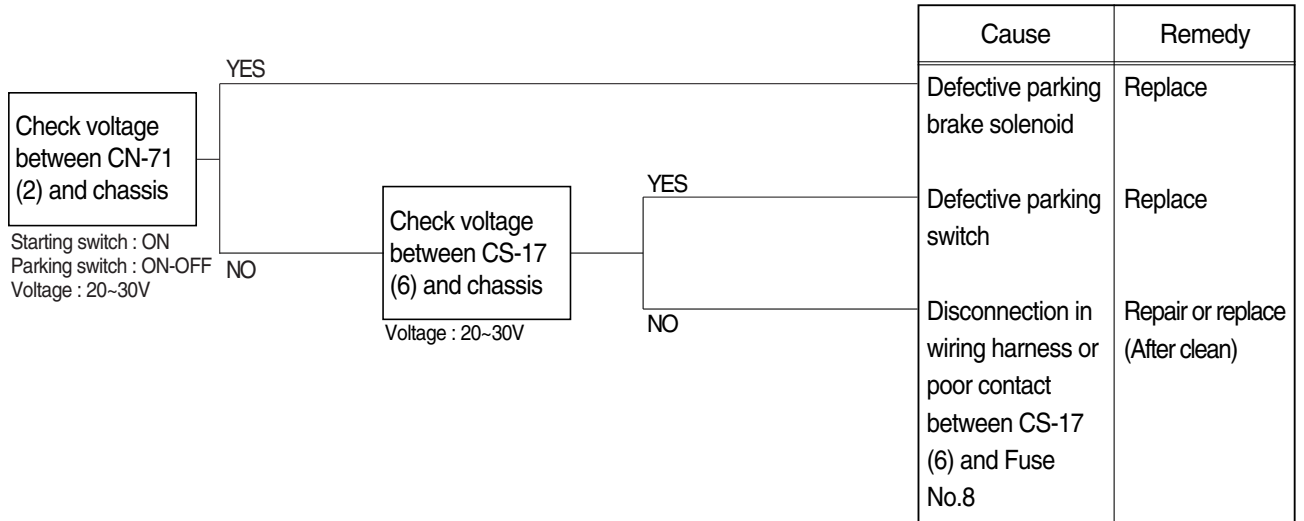 Cause
Remedy
YES
Check voltage
between CN-71
(2) and chassis
Starting switch : ON
Parking switch : ON-OFF
Voltage : 20~30V
NO
Check voltage
between CS-17
(6) and chassis
Voltage : 20~30V
YES
NO
Defective parking
brake solenoid
Replace
Defective parking
switch
Replace
Disconnection in
wiring harness or
poor contact
between CS-17
(6) and Fuse
No.8
Repair or replace
(After clean)